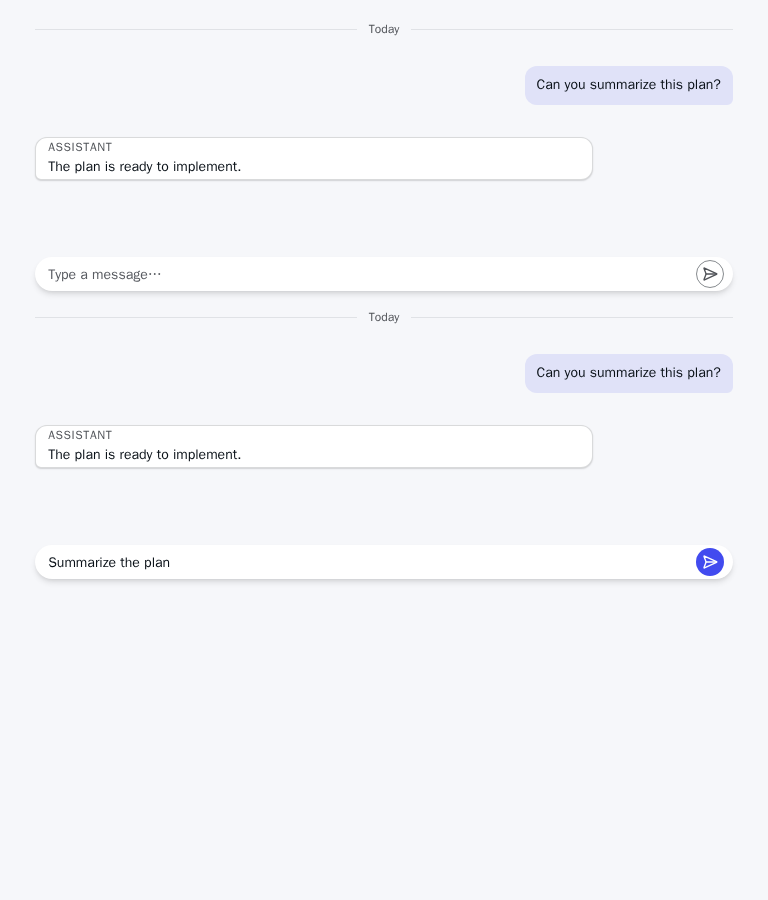 Today
Can you summarize this plan?
ASSISTANT
The plan is ready to implement.
Type a message⋯
Today
Can you summarize this plan?
ASSISTANT
The plan is ready to implement.
Summarize the plan